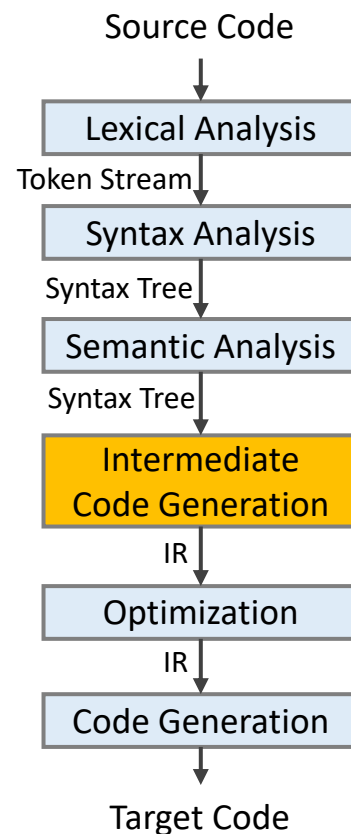 Source Code
Lexical Analysis
Token Stream
Syntax Analysis
Syntax Tree
Semantic Analysis
Syntax Tree
Intermediate
Code Generation
IR
Optimization
IR
Code Generation
Target Code